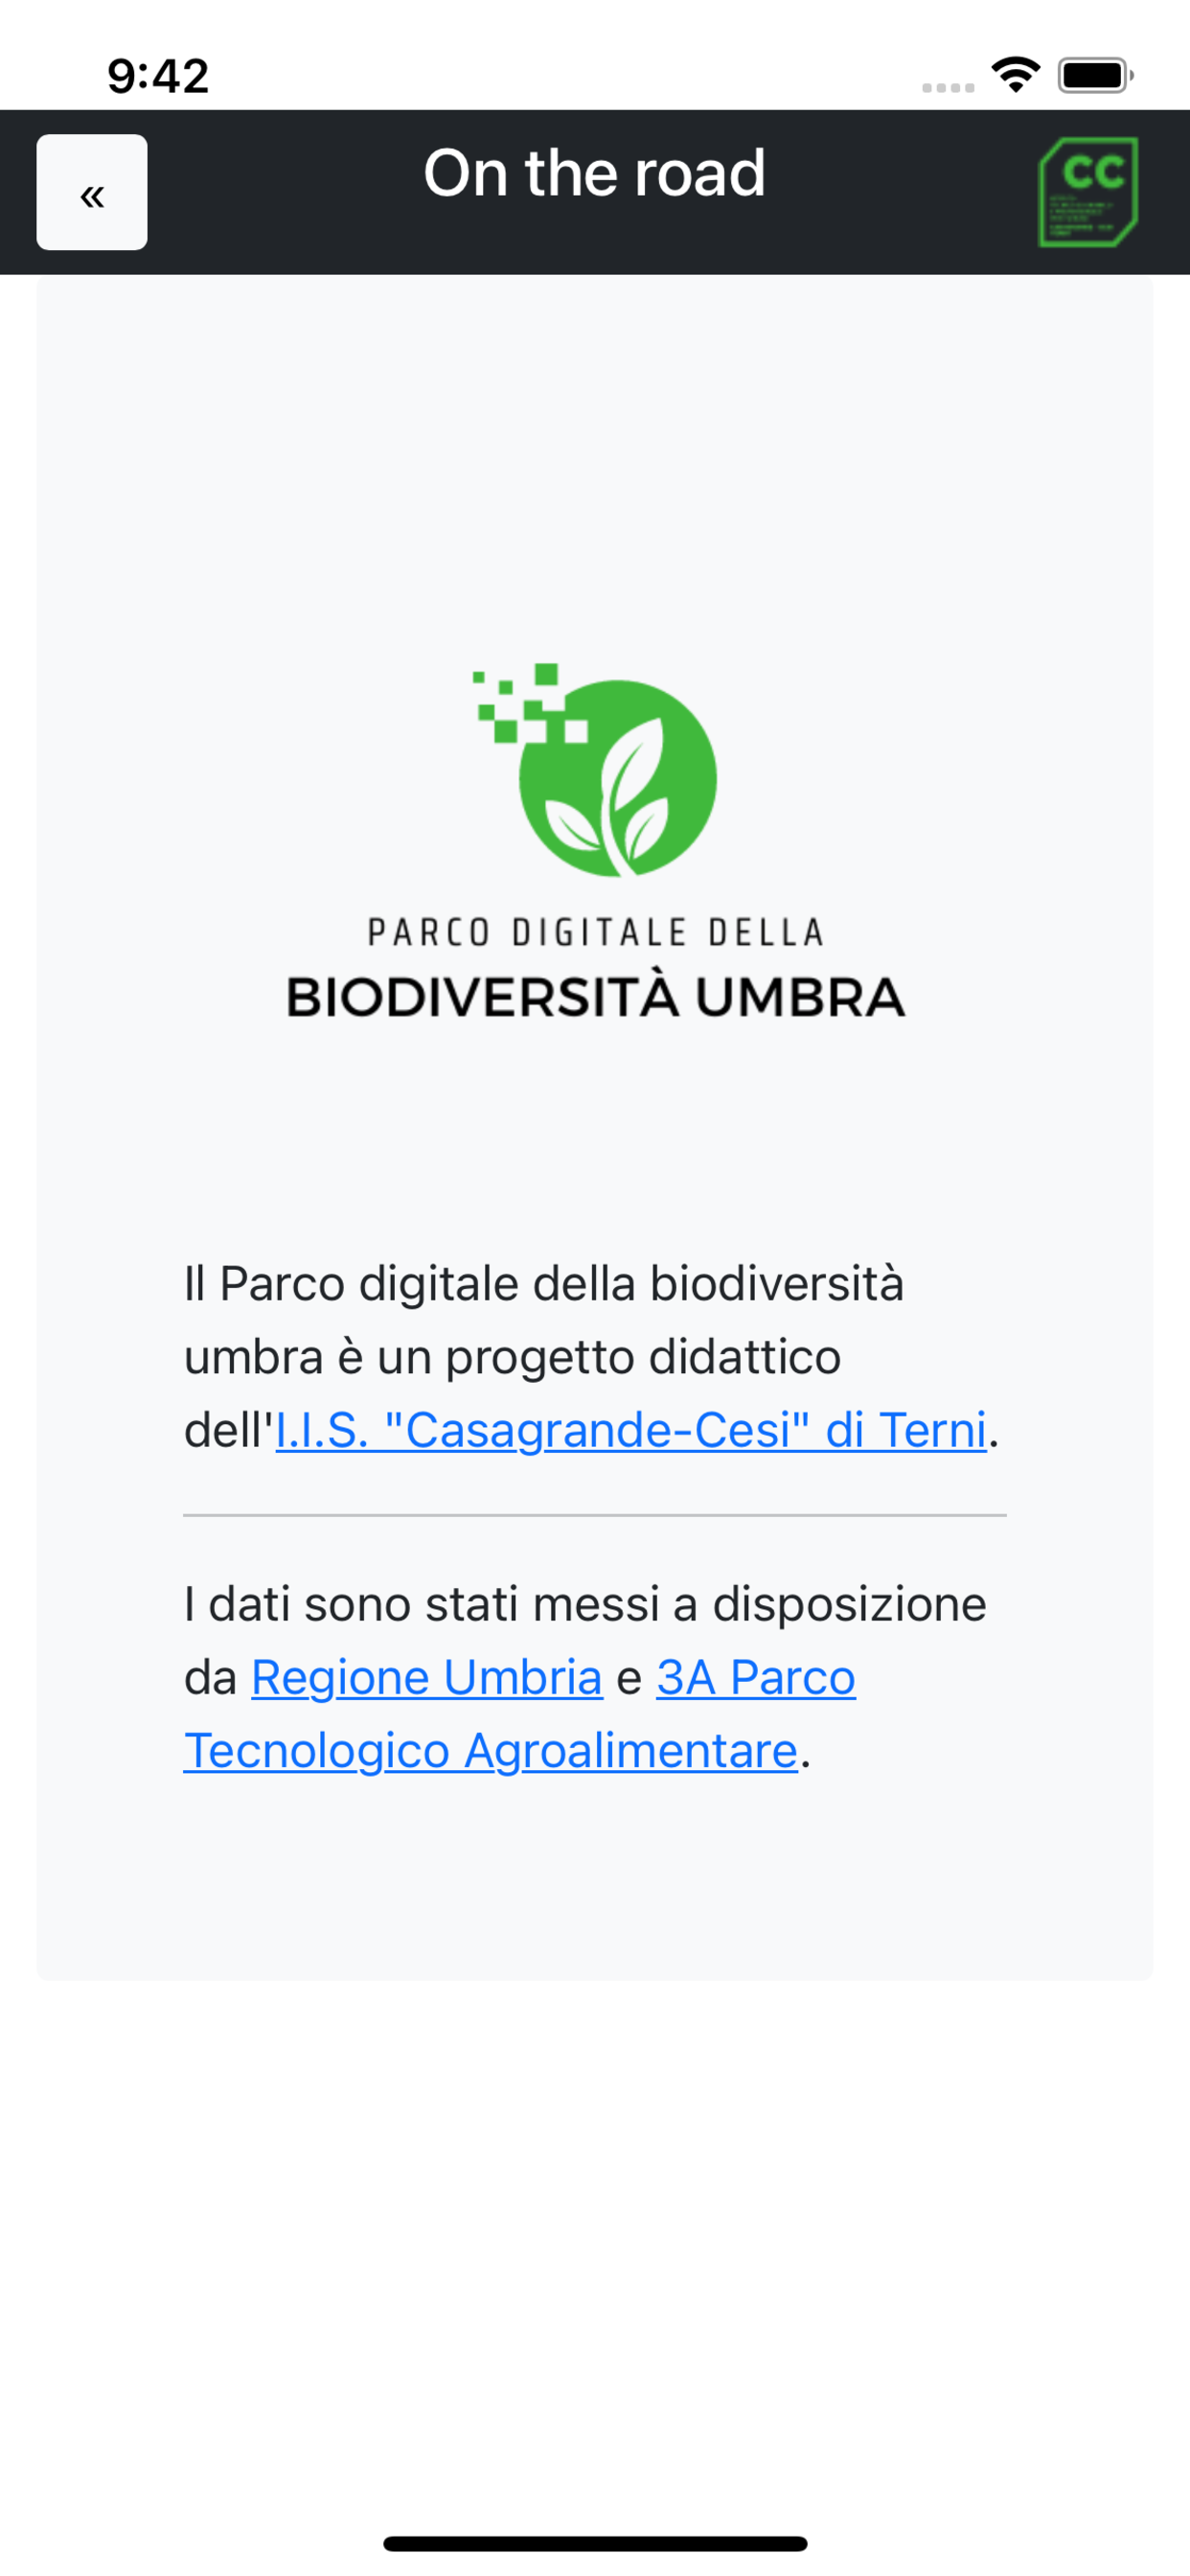 9:42
«
On the road
CC
PARCO DIGITALE DELLA
BIODIVERSITÀ UMBRA
Il Parco digitale della biodiversità
umbra è un progetto didattico
dell'I.I.S. "Casagrande-Cesi" di Terni.
I dati sono stati messi a disposizione
da Regione Umbria e 3A Parco
Tecnologico Agroalimentare.